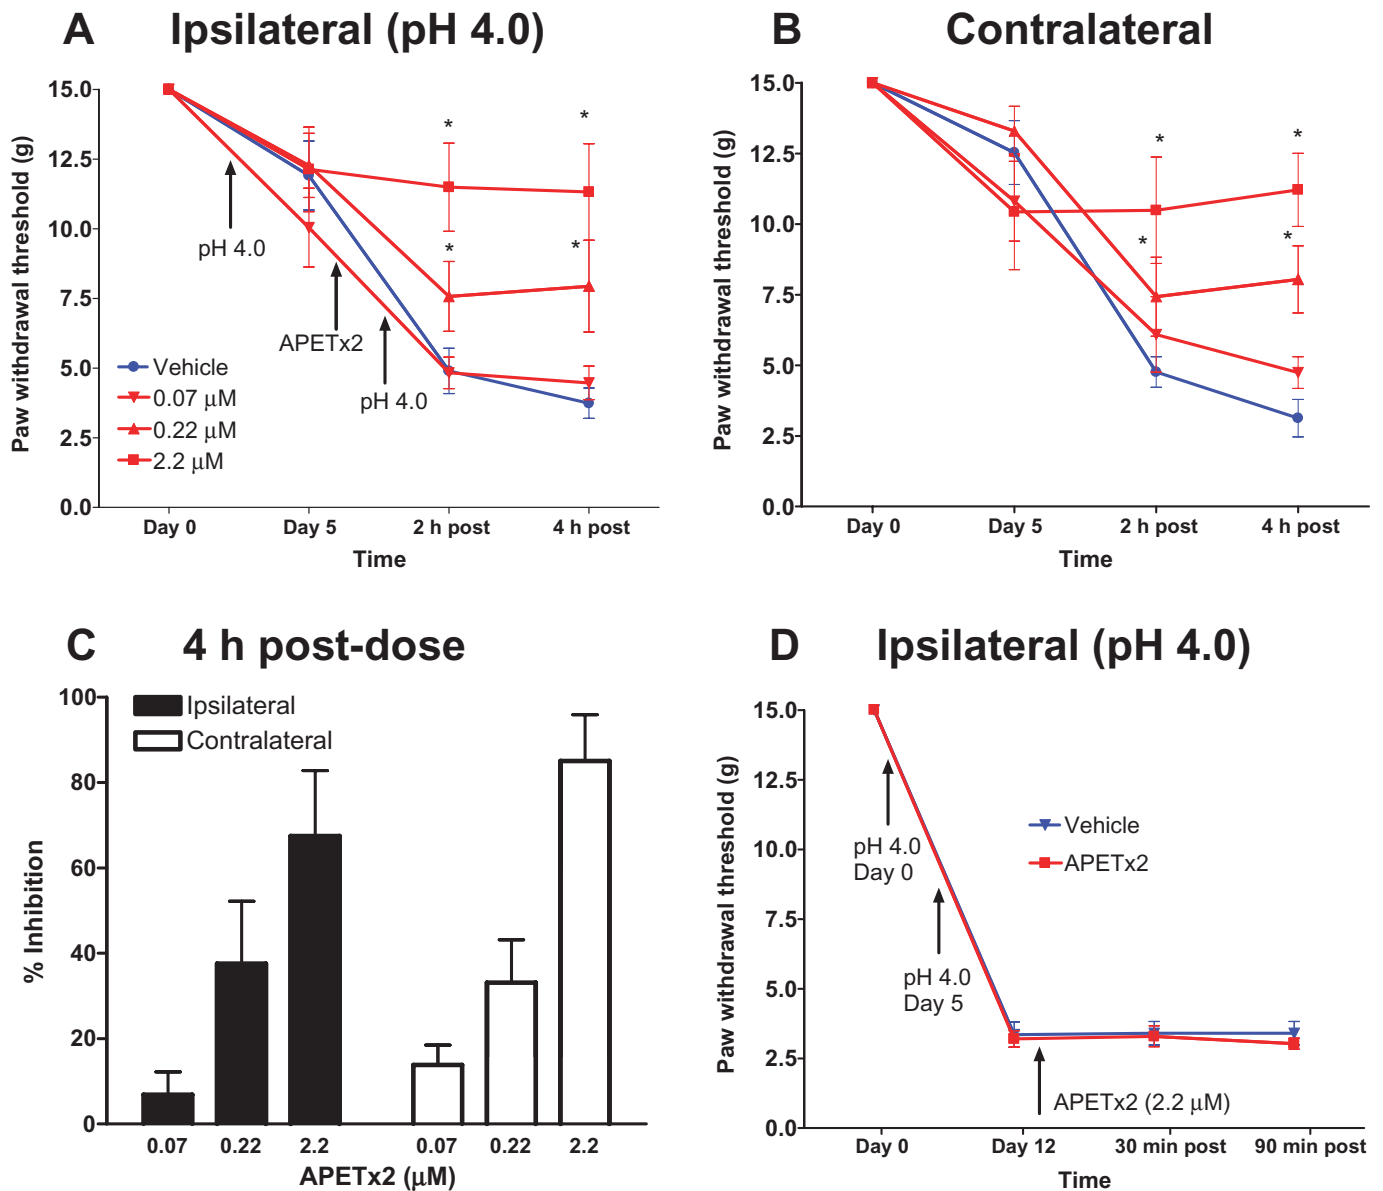 A Ipsilateral (pH 4.0)
Paw withdrawal threshold (g)
15.0
12.5
10.0
7.5
5.0
2.5
0.0
* *
* *
pH 4.0
APETx2
pH 4.0
Vehicle
0.07 μM
0.22 μM
2.2 μM
Day 0 Day 5 2 h post 4 h post
Time
B Contralateral
Paw withdrawal threshold (g)
15.0
12.5
10.0
7.5
5.0
2.5
0.0
* *
* *
Day 0 Day 5 2 h post 4 h post
Time
C 4 h post-dose
% Inhibition
100
80
60
40
20
0
Ipsilateral
Contralateral
0.07 0.22 2.2 0.07 0.22 2.2
APETx2 (μM)
D Ipsilateral (pH 4.0)
Paw withdrawal threshold (g)
15.0
12.5
10.0
7.5
5.0
2.5
0.0
pH 4.0
Day 0
pH 4.0
Day 5
Vehicle
APETx2
APETx2 (2.2 μM)
Day 0 Day 12 30 min post 90 min post
Time